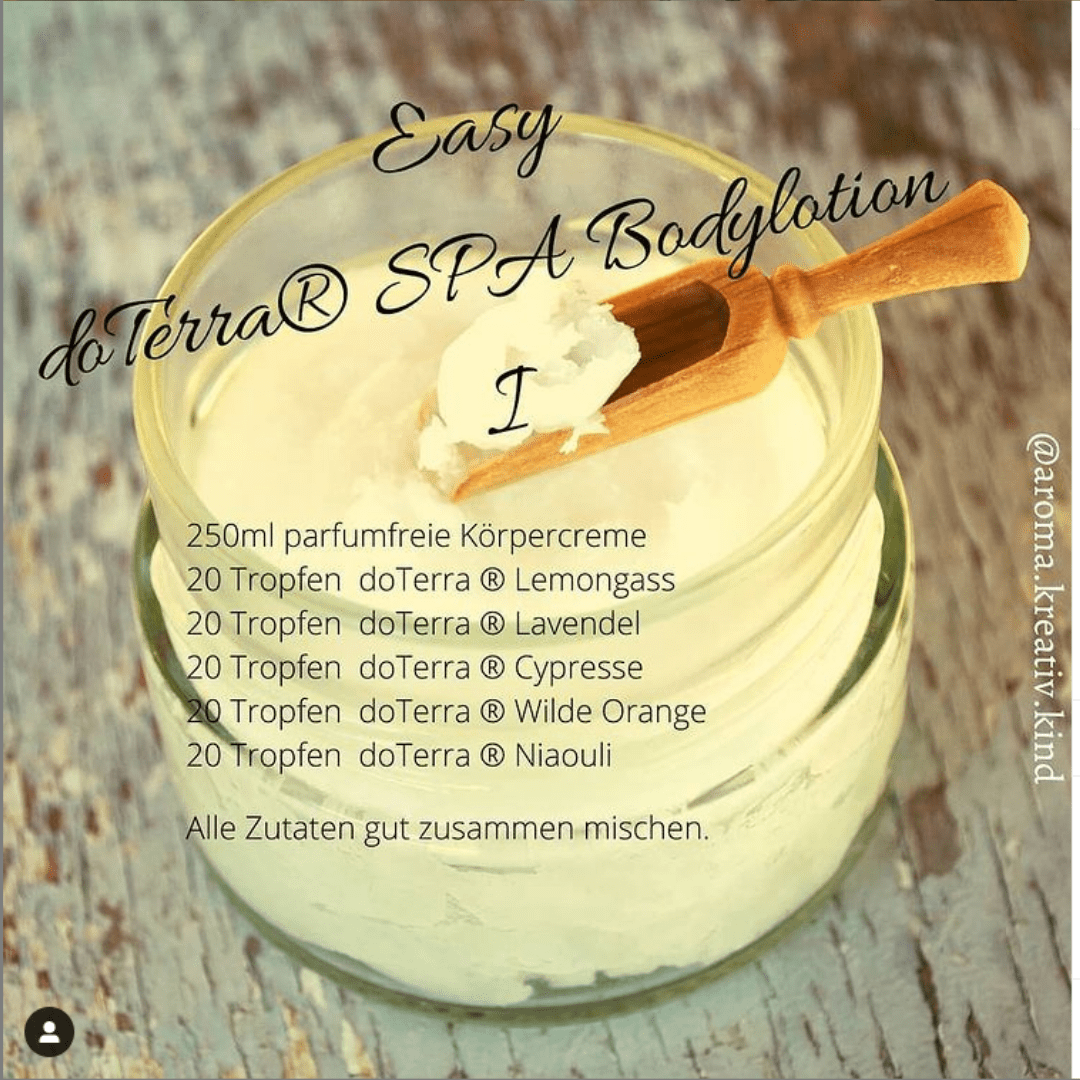 Easy
doTerra® SPA Bodylotion
I
250ml parfumfreie Körpercreme
20 Tropfen doTerra ® Lemongass
20 Tropfen doTerra ® Lavendel
20 Tropfen doTerra ® Cypresse
20 Tropfen doTerra ® Wilde Orange
20 Tropfen doTerra ® Niaouli
Alle Zutaten gut zusammen mischen.
@aroma.kreativ.kind